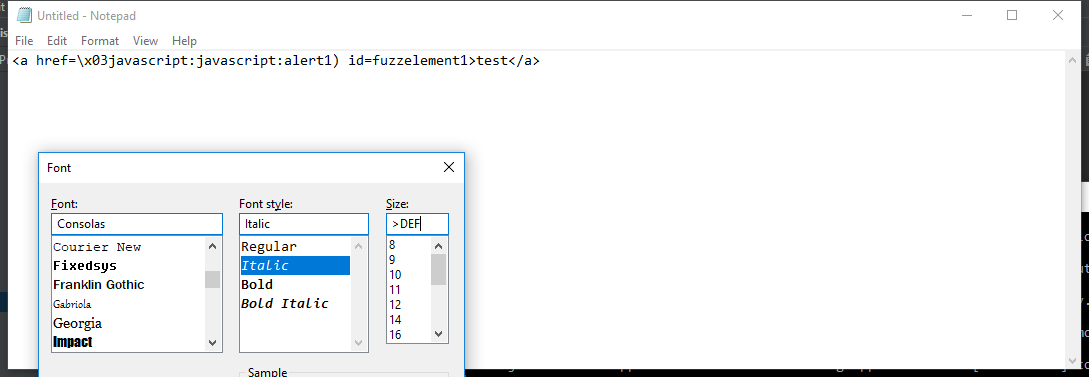 Untitled - Notepad
File Edit Format View Help
<a href=\x03javascript:javascript:alert1) id=fuzzelement1>test</a>
Font
Font: Font style: Size:
Consolas Italic >DEF
Courier New Regular 8
Fixedsys Italic 9
Franklin Gothic Bold 10
Gabriola Bold Italic 11
Georgia 12
Impact 14
16
Sample